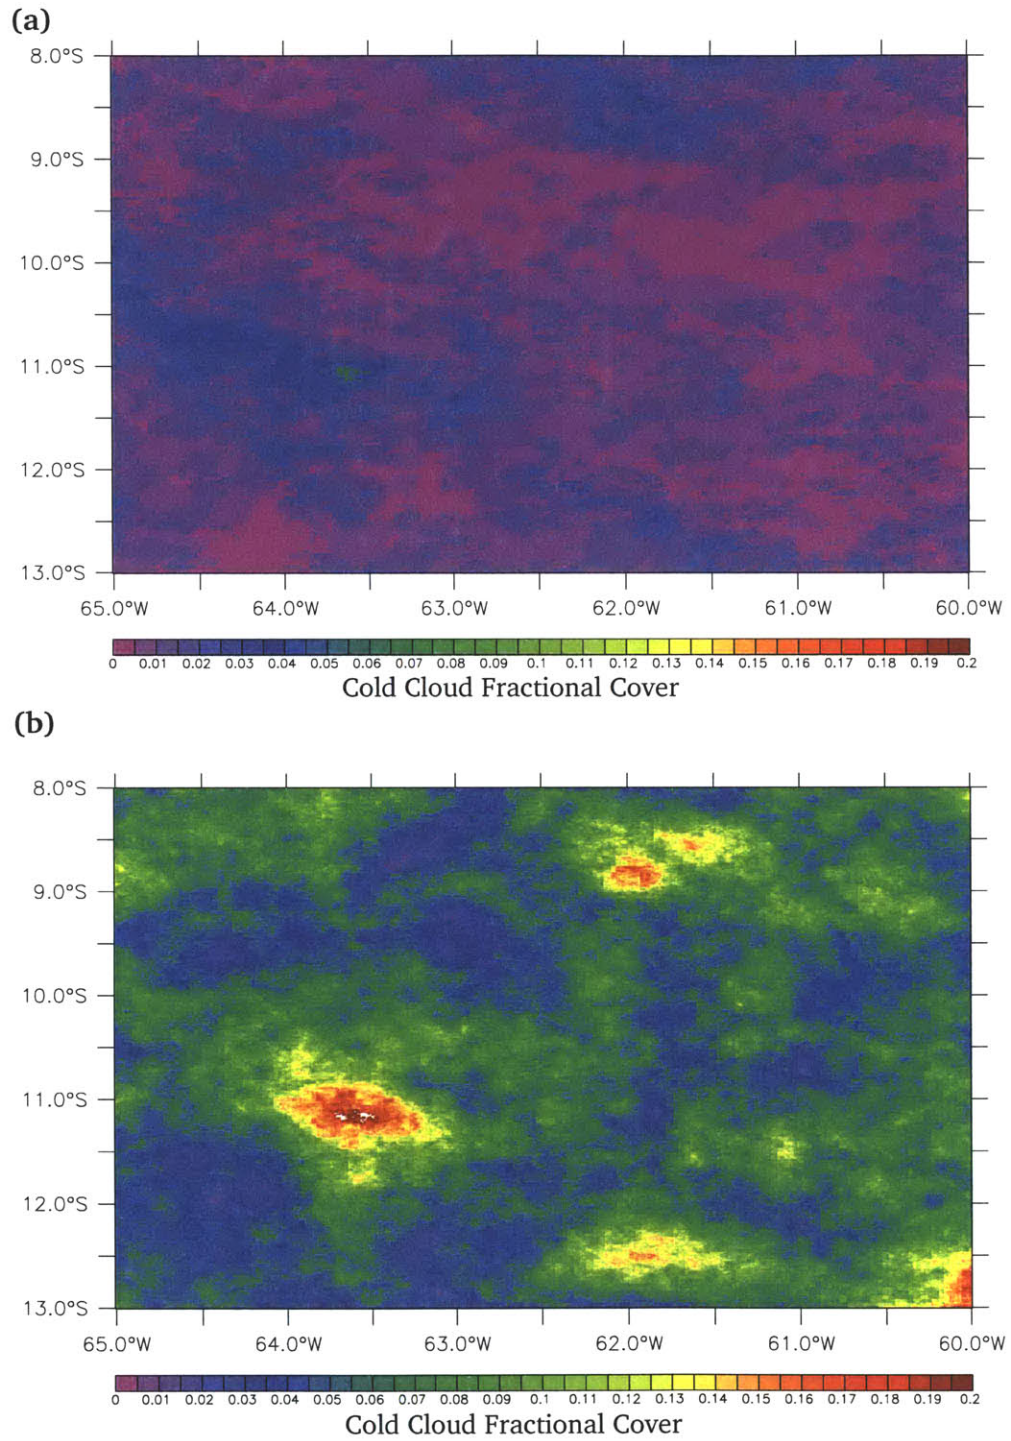 (a)
8.0°S
9.0°S
10.0°S
11.0°S
12.0°S
13.0°S
65.0°W 64.0°W 63.0°W 62.0°W 61.0°W 60.0°W
0 0.01 0.02 0.03 0.04 0.05 0.06 0.07 0.08 0.09 0.1 0.11 0.12 0.13 0.14 0.15 0.16 0.17 0.18 0.19 0.2
Cold Cloud Fractional Cover
(b)
8.0°S
9.0°S
10.0°S
11.0°S
12.0°S
13.0°S
65.0°W 64.0°W 63.0°W 62.0°W 61.0°W 60.0°W
0 0.01 0.02 0.03 0.04 0.05 0.06 0.07 0.08 0.09 0.1 0.11 0.12 0.13 0.14 0.15 0.16 0.17 0.18 0.19 0.2
Cold Cloud Fractional Cover